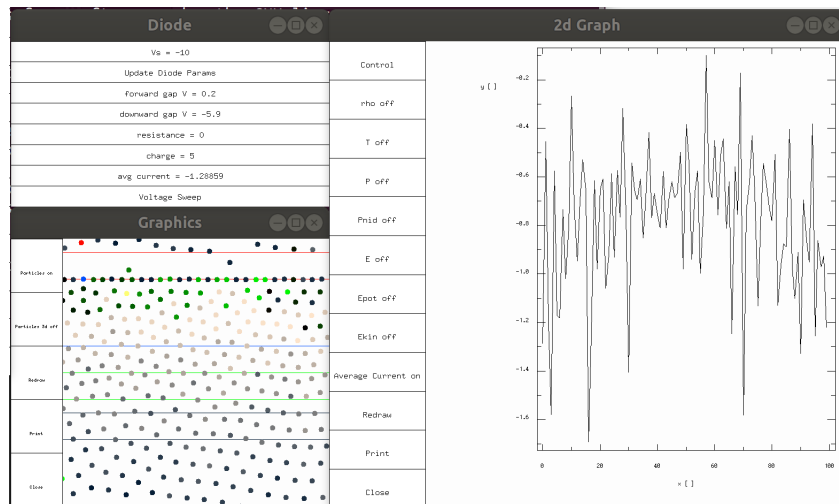 Diode
Vs = -10
Update Diode Params
forward gap V = 0.2
downward gap V = -5.9
resistance = 0
charge = 5
avg current = -1.28859
Voltage Sweep
Graphics
Particles on
Particles 3d off
Redraw
Print
Close
2d Graph
Control
rho off
T off
P off
Pnid off
E off
Epot off
Ekin off
Average Current on
Redraw
Print
Close
y []
-0.2
-0.4
-0.6
-0.8
-1.0
-1.2
-1.4
-1.6
0
20
40
60
80
100
x []